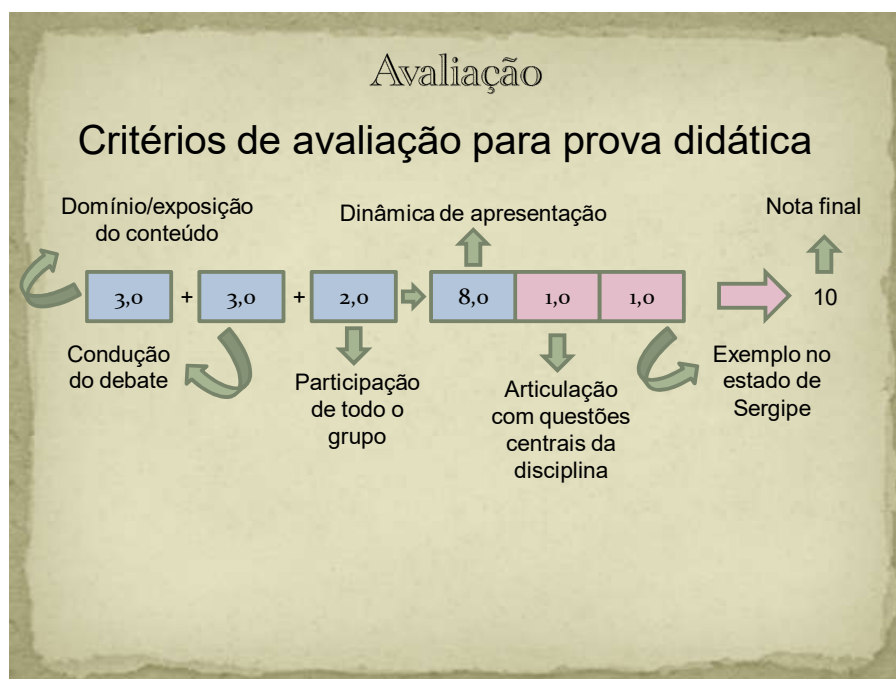 Avaliação
Critérios de avaliação para prova didática
Domínio/exposição
do conteúdo
Dinâmica de apresentação
Nota final
3,0 + 3,0 + 2,0 8,0 1,0 1,0 10
Condução
do debate
Participação
de todo o
grupo
Articulação
com questões
centrais da
disciplina
Exemplo no
estado de
Sergipe